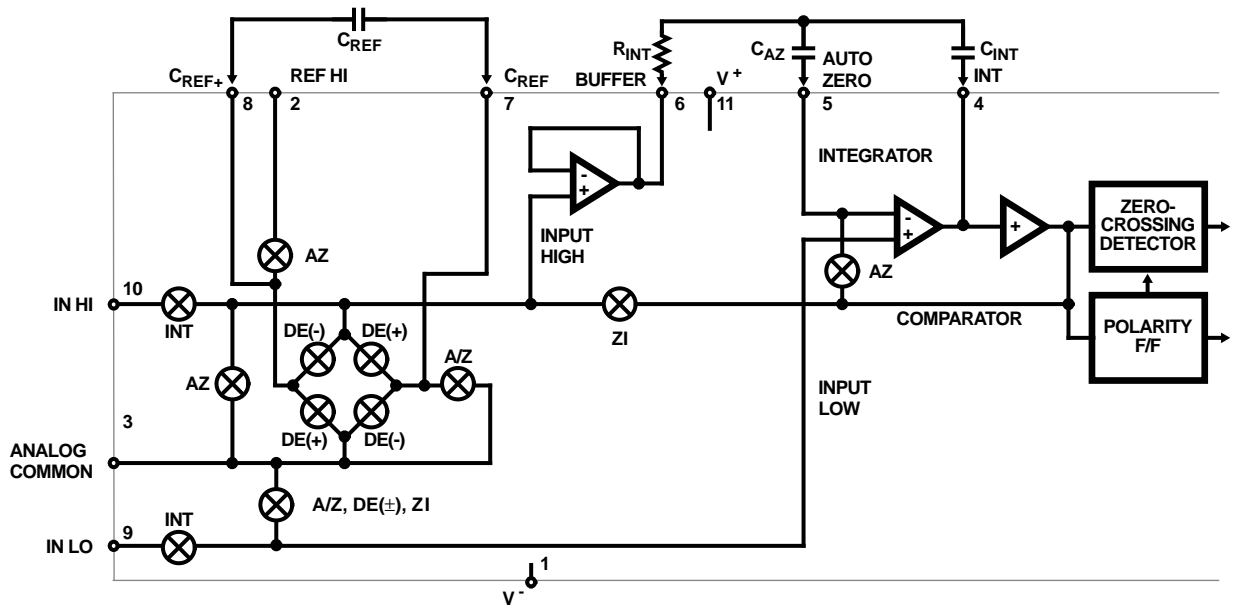 CREF
RINT
CAZ
CINT
CREF+
REF HI
CREF
BUFFER
V+
AUTO
ZERO
INT
8
2
7
6
11
5
4
INTEGRATOR
-
+
-
+
+
ZERO-
CROSSING
DETECTOR
AZ
INPUT
HIGH
AZ
IN HI
10
INT
ZI
COMPARATOR
POLARITY
F/F
DE(-)
DE(+)
A/Z
AZ
INPUT
LOW
3
DE(+)
DE(-)
ANALOG
COMMON
A/Z, DE(±), ZI
INT
IN LO
9
1
V-